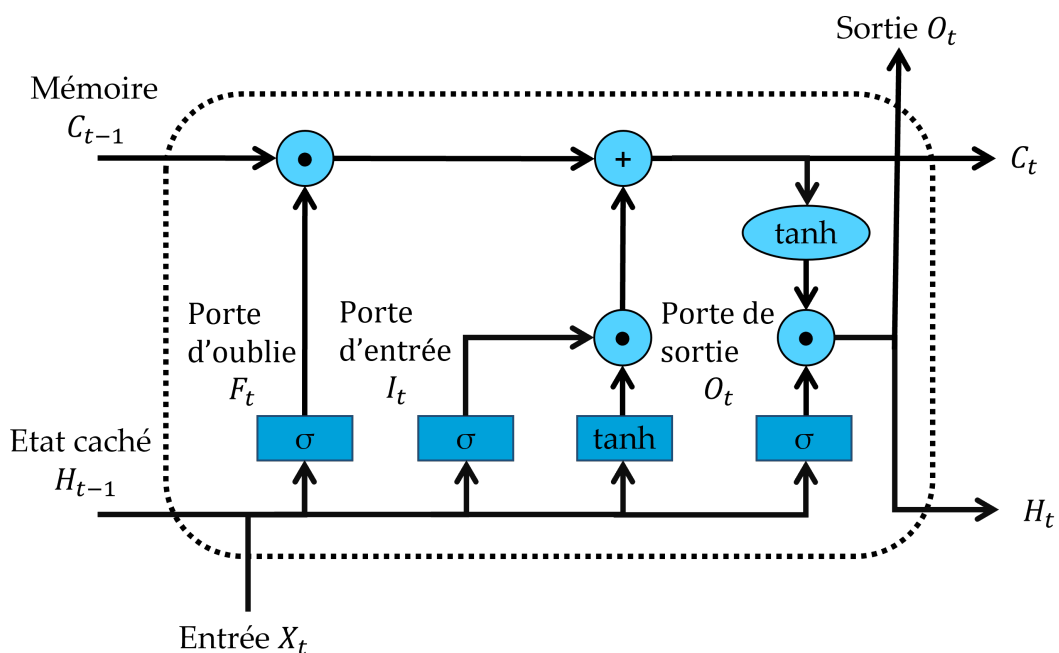 Sortie O_t
Mémoire
C_{t−1}
•
+
C_t
tanh
Porte
d'oublie
F_t
Porte
d'entrée
I_t
•
Porte de
sortie
O_t
•
Etat caché
H_{t−1}
σ
σ
tanh
σ
H_t
Entrée X_t